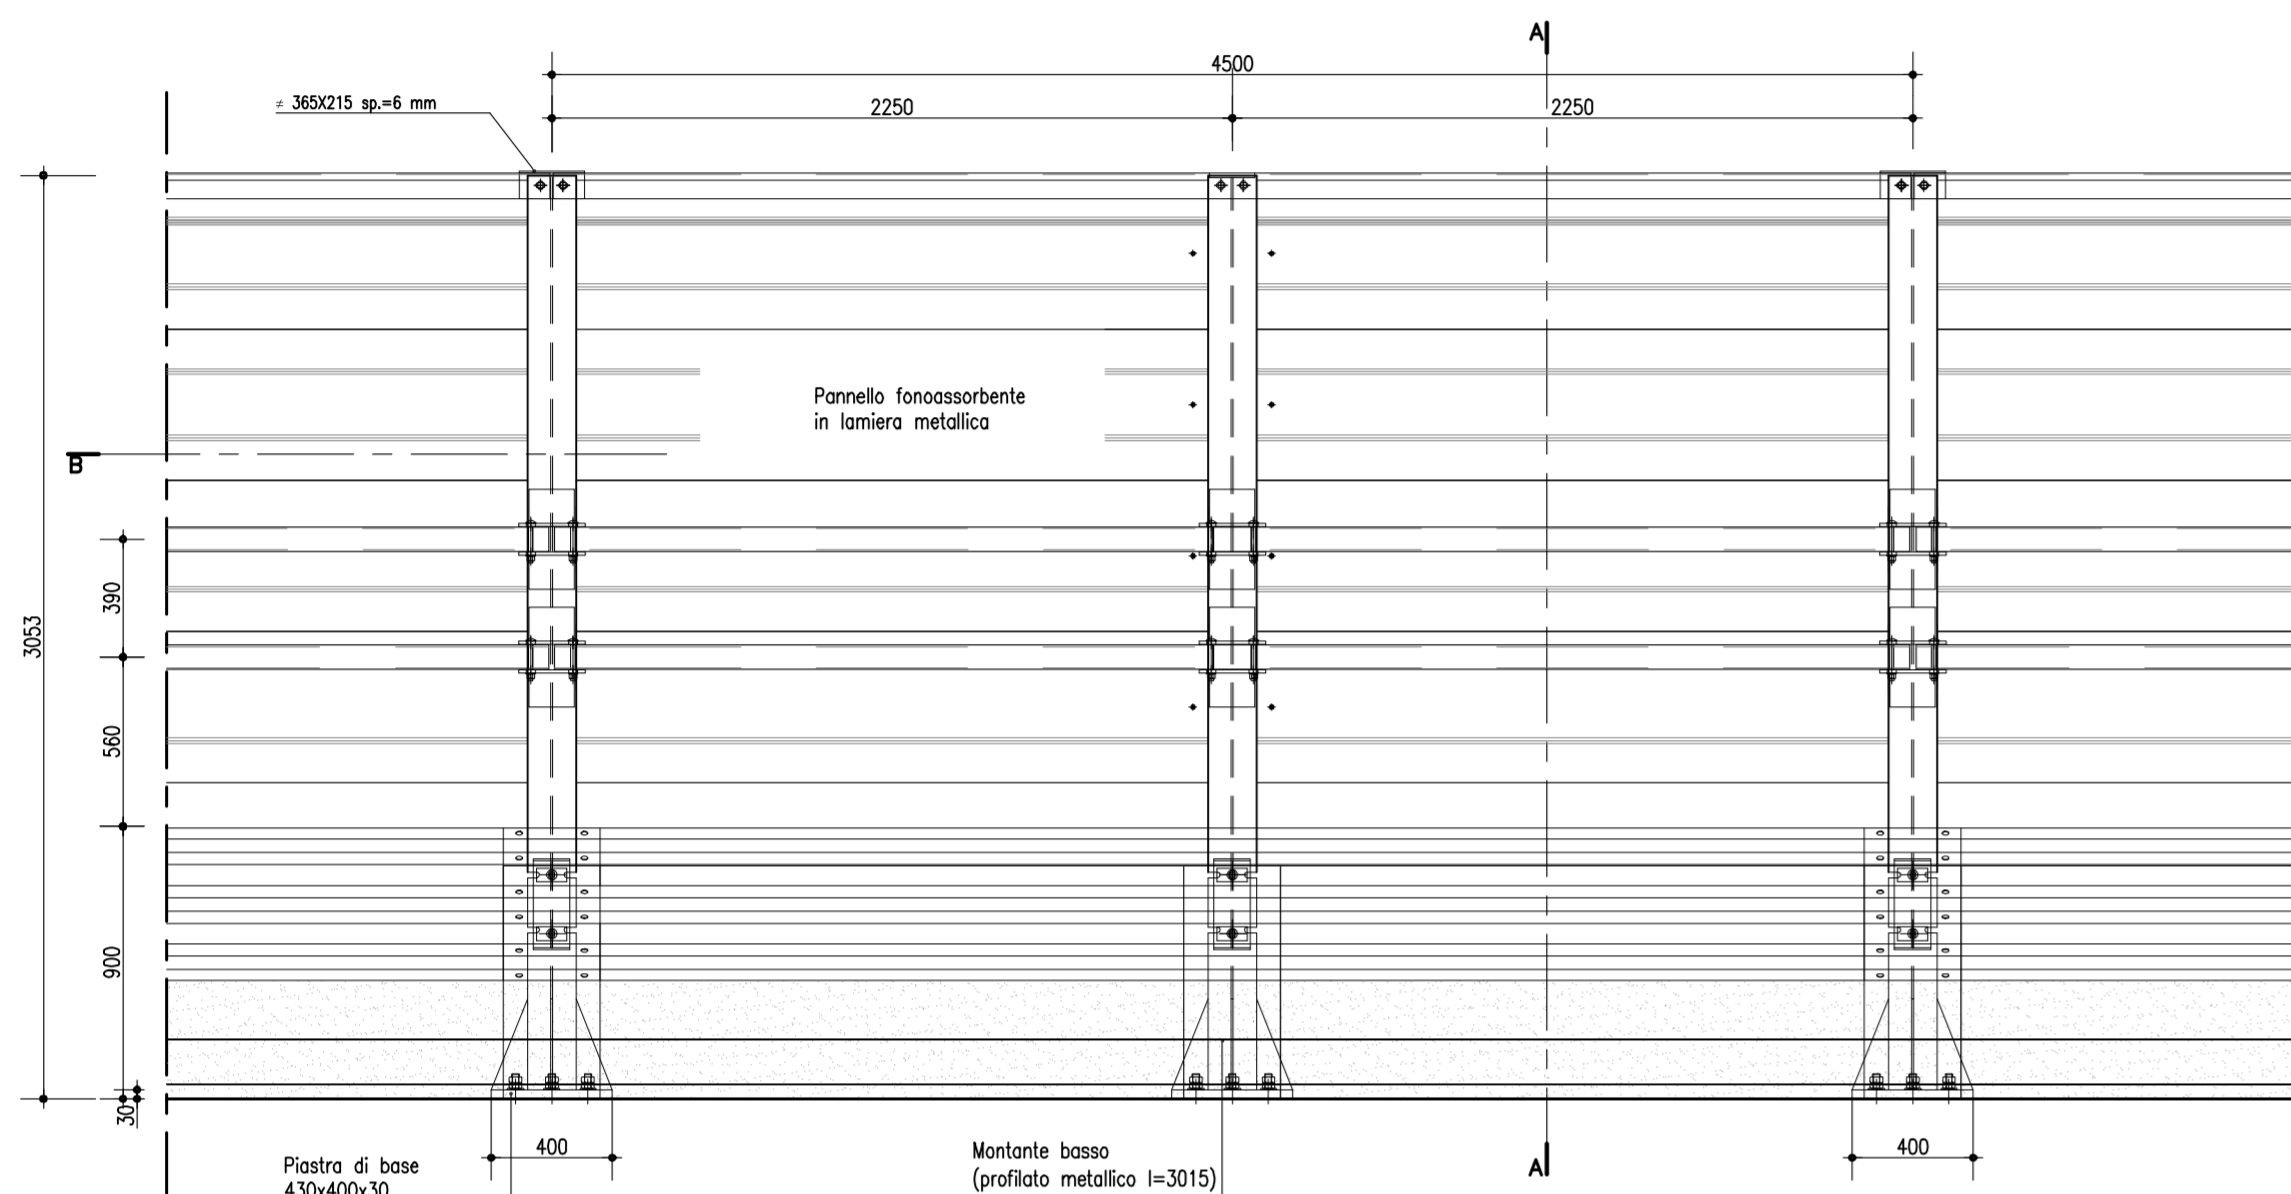 A
4500
≠ 365X215 sp.=6 mm
2250
2250
Pannello fonoassorbente
in lamiera metallica
B
390
3053
560
900
30
400
400
Montante basso
(profilato metallico l=3015)
A
Piastra di base
430x400x30